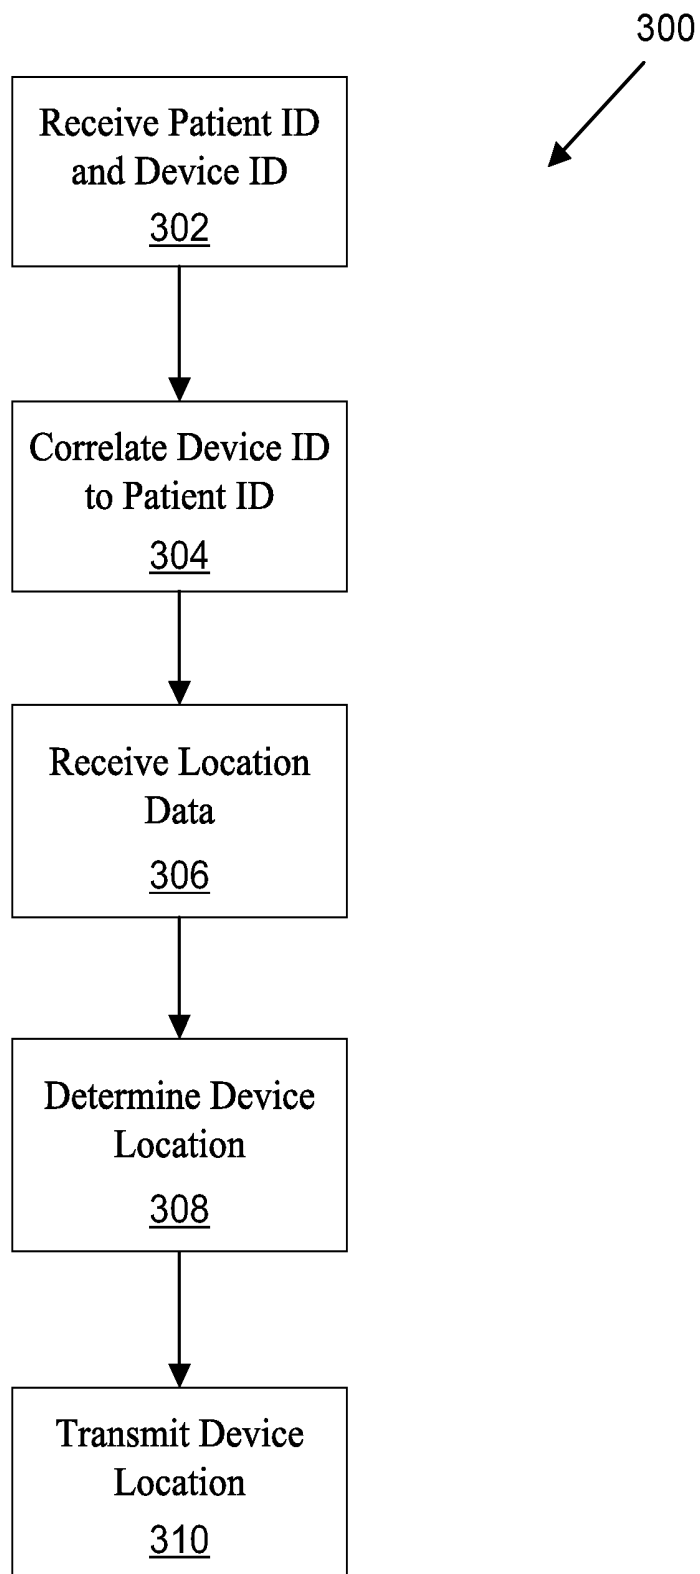 300
Receive Patient ID
and Device ID
302
Correlate Device ID
to Patient ID
304
Receive Location
Data
306
Determine Device
Location
308
Transmit Device
Location
310